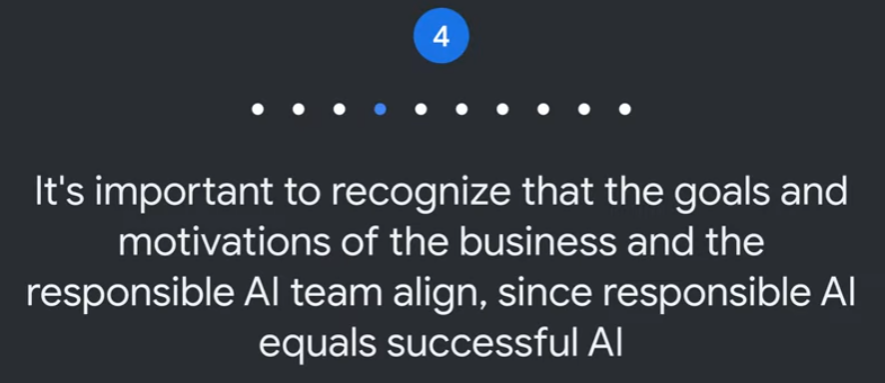 4
It's important to recognize that the goals and
motivations of the business and the
responsible AI team align, since responsible AI
equals successful AI